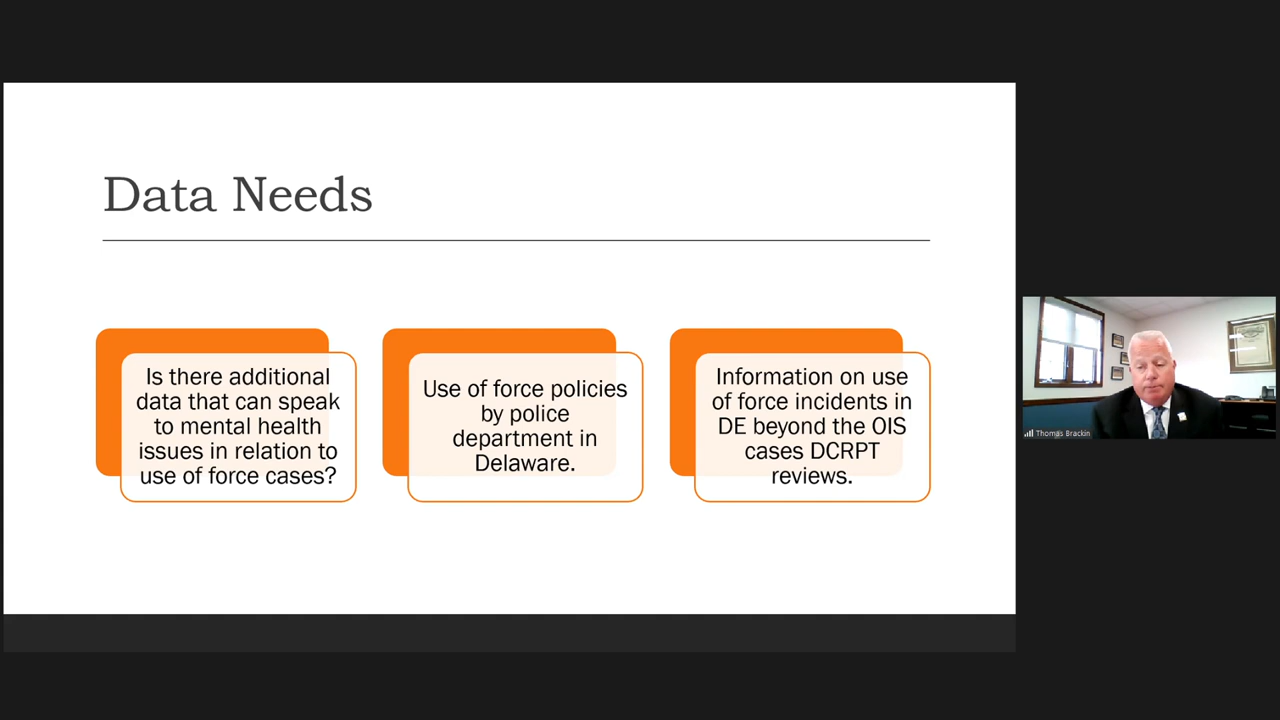 Data Needs
Is there additional
data that can speak
to mental health
issues in relation to
use of force cases?
Use of force policies
by police
department in
Delaware.
Information on use
of force incidents in
DE beyond the OIS
cases DCRPT
reviews.
Thomas Brackin